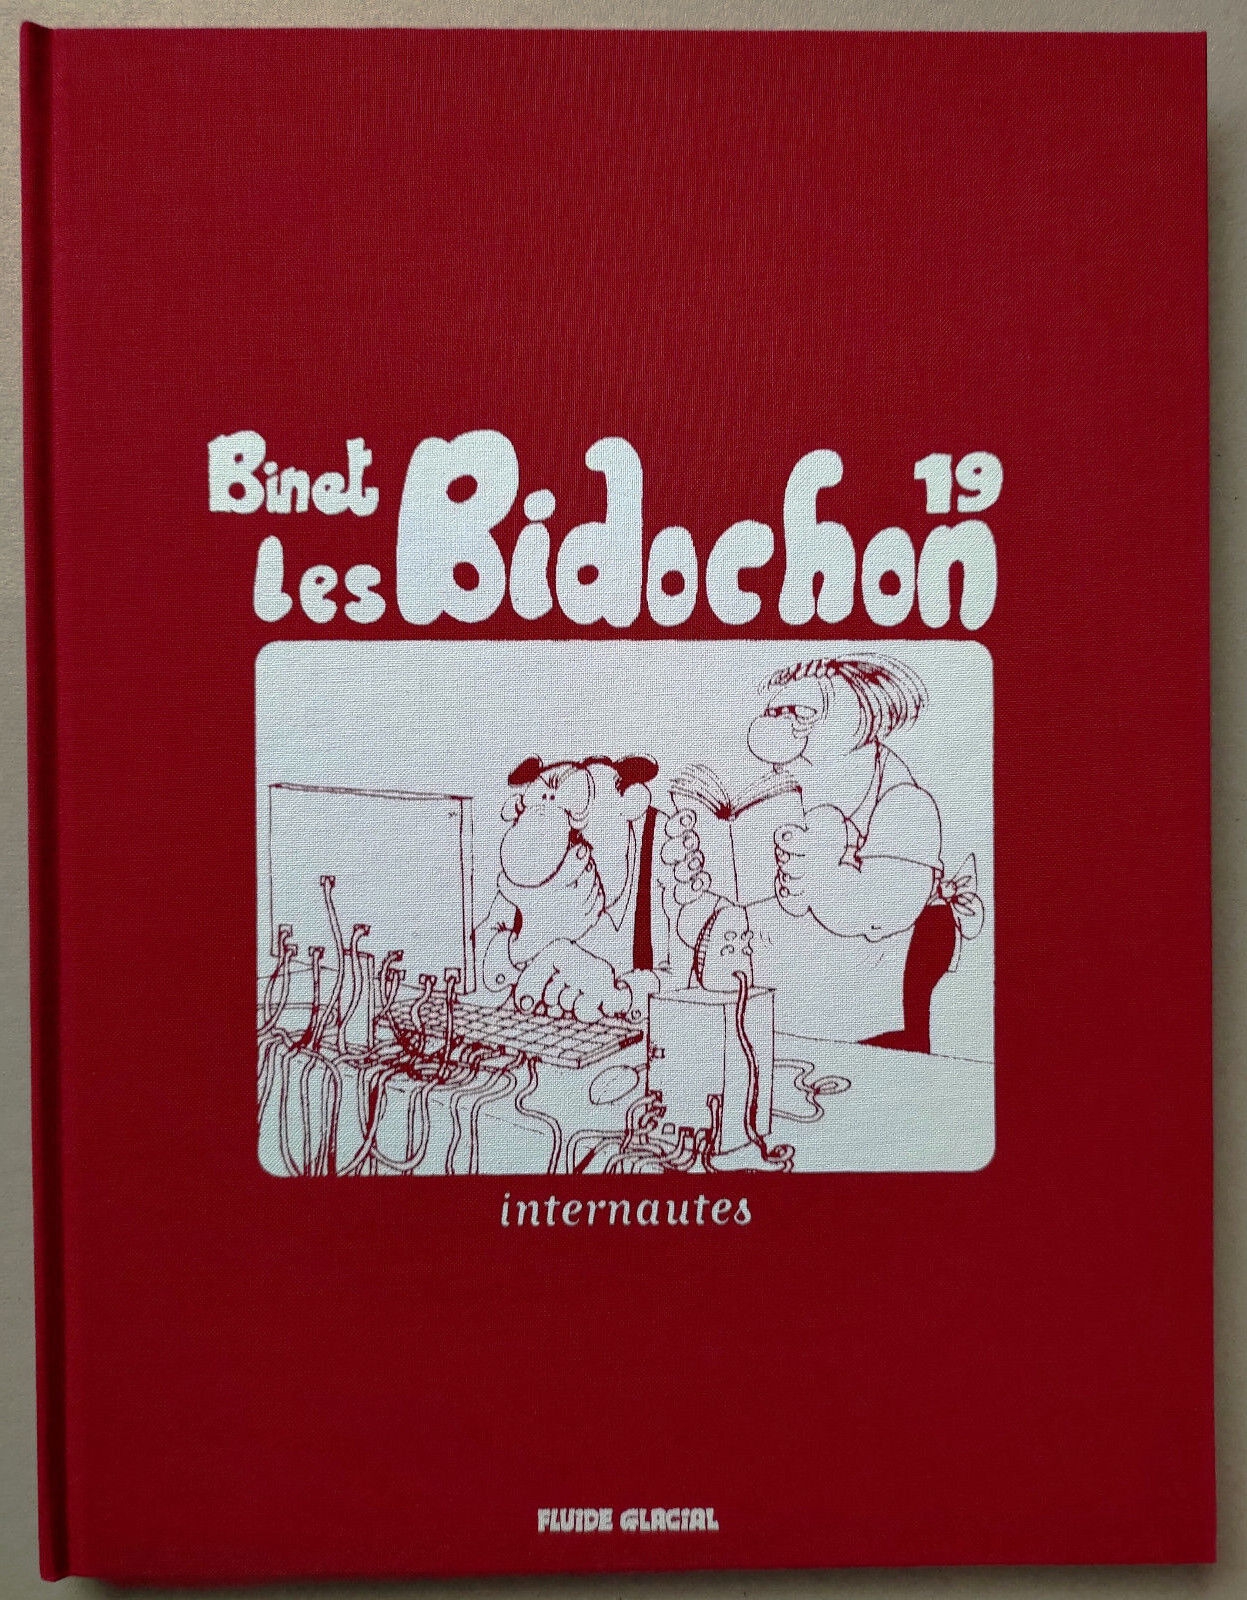 Binet
19
les Bidochon
internautes
FLUIDE GLACIAL